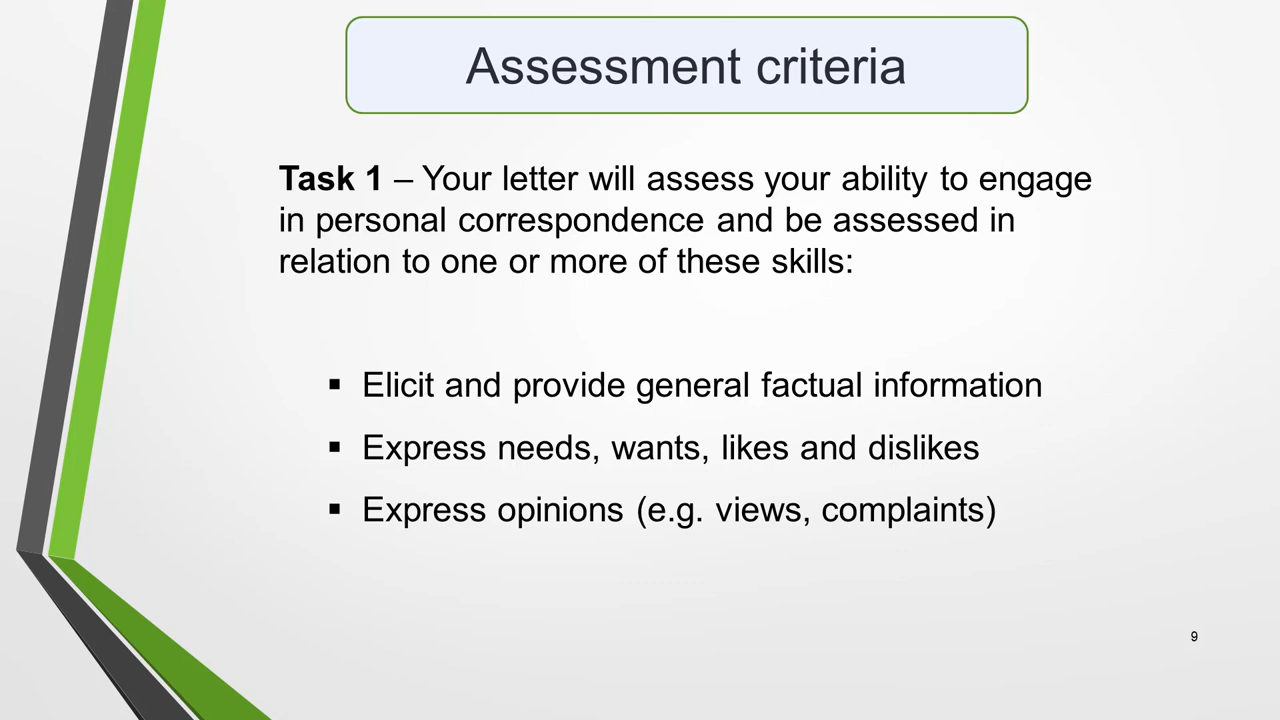 Assessment criteria
Task 1 – Your letter will assess your ability to engage
in personal correspondence and be assessed in
relation to one or more of these skills:
▪ Elicit and provide general factual information
▪ Express needs, wants, likes and dislikes
▪ Express opinions (e.g. views, complaints)
9